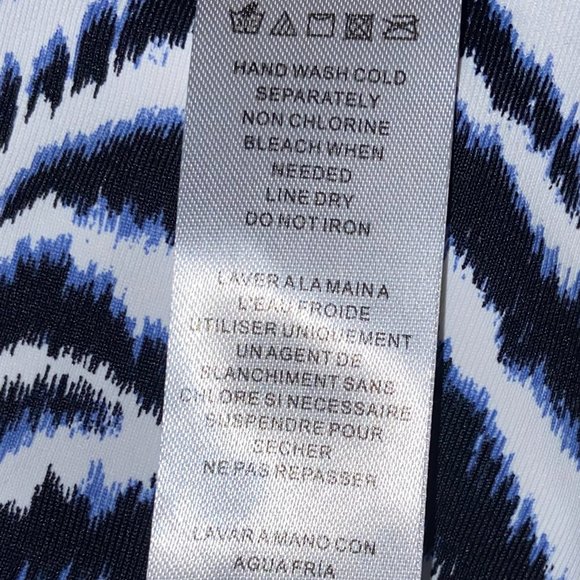 HAND WASH COLD
SEPARATELY
NON CHLORINE
BLEACH WHEN
NEEDED
LINE DRY
DO NOT IRON
LAVER A LA MAIN A
L'EAU FROIDE
UTILISER UNIQUEMENT
UN AGENT DE
BLANCHIMENT SANS
CHLORE SI NECESSAIRE
SUSPENDRE POUR
SECHER
NE PAS REPASSER
LAVAR A MANO CON
AGUA FRIA